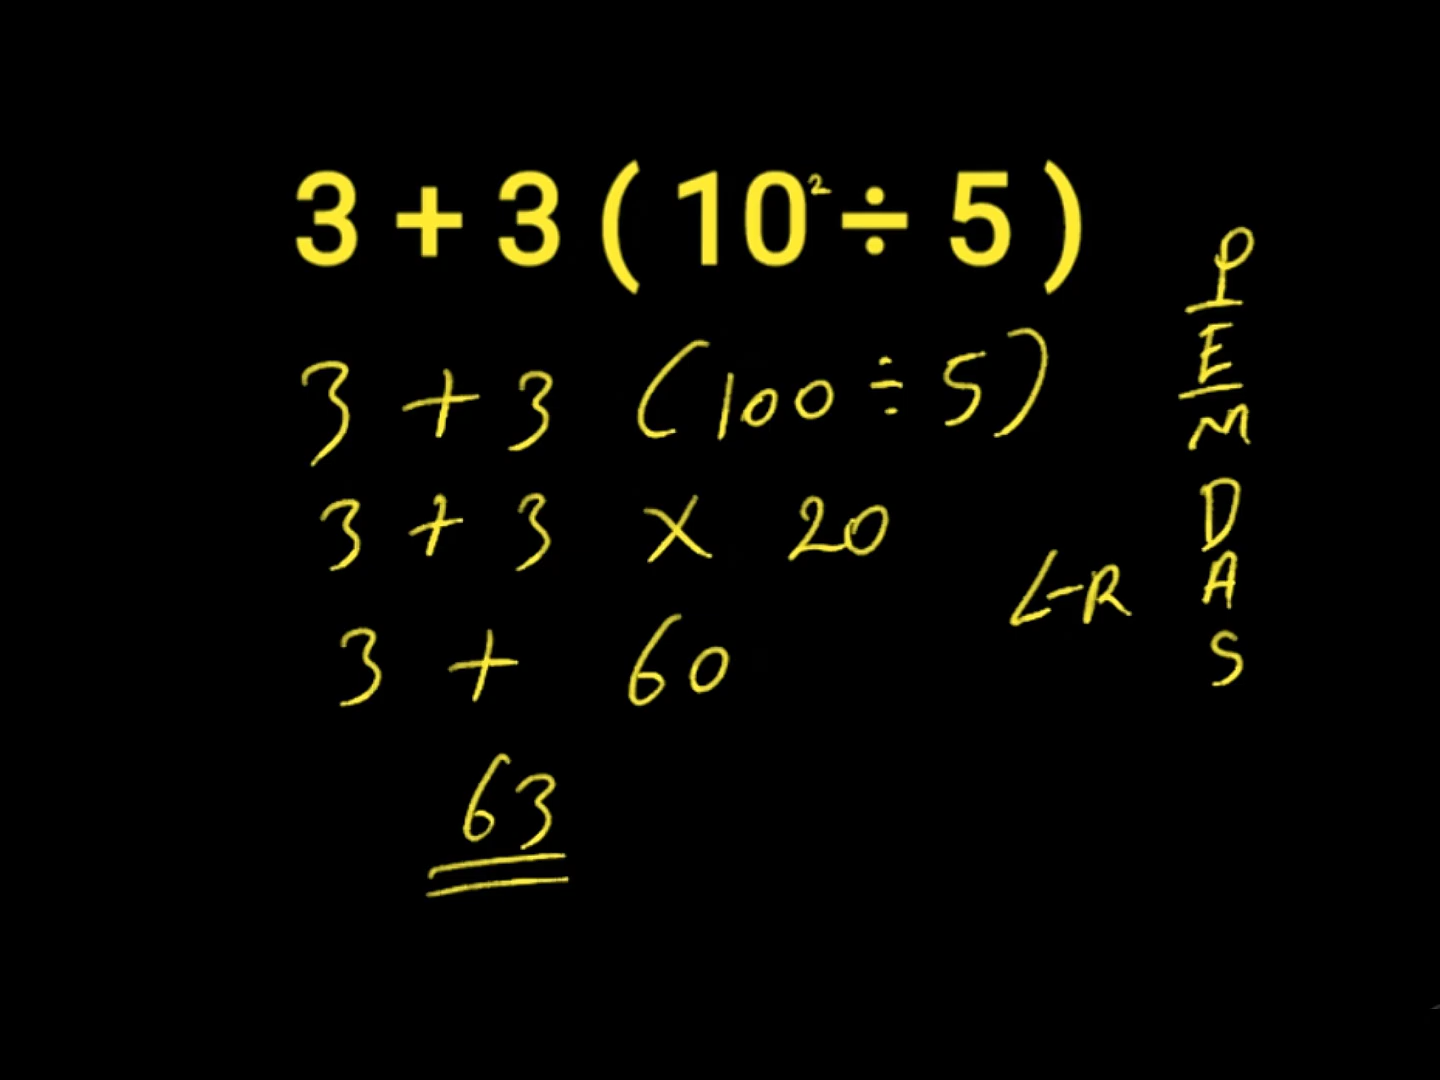 3 + 3 ( 10² ÷ 5 )
3 + 3 (100 ÷ 5)
3 + 3 × 20
3 + 60
63
P
E
M
D
A
S
L-R